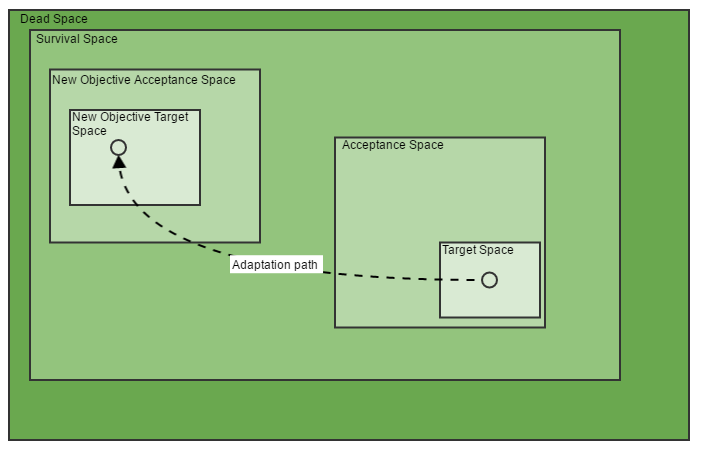 Dead Space
Survival Space
New Objective Acceptance Space
New Objective Target
Space
Acceptance Space
Target Space
Adaptation path